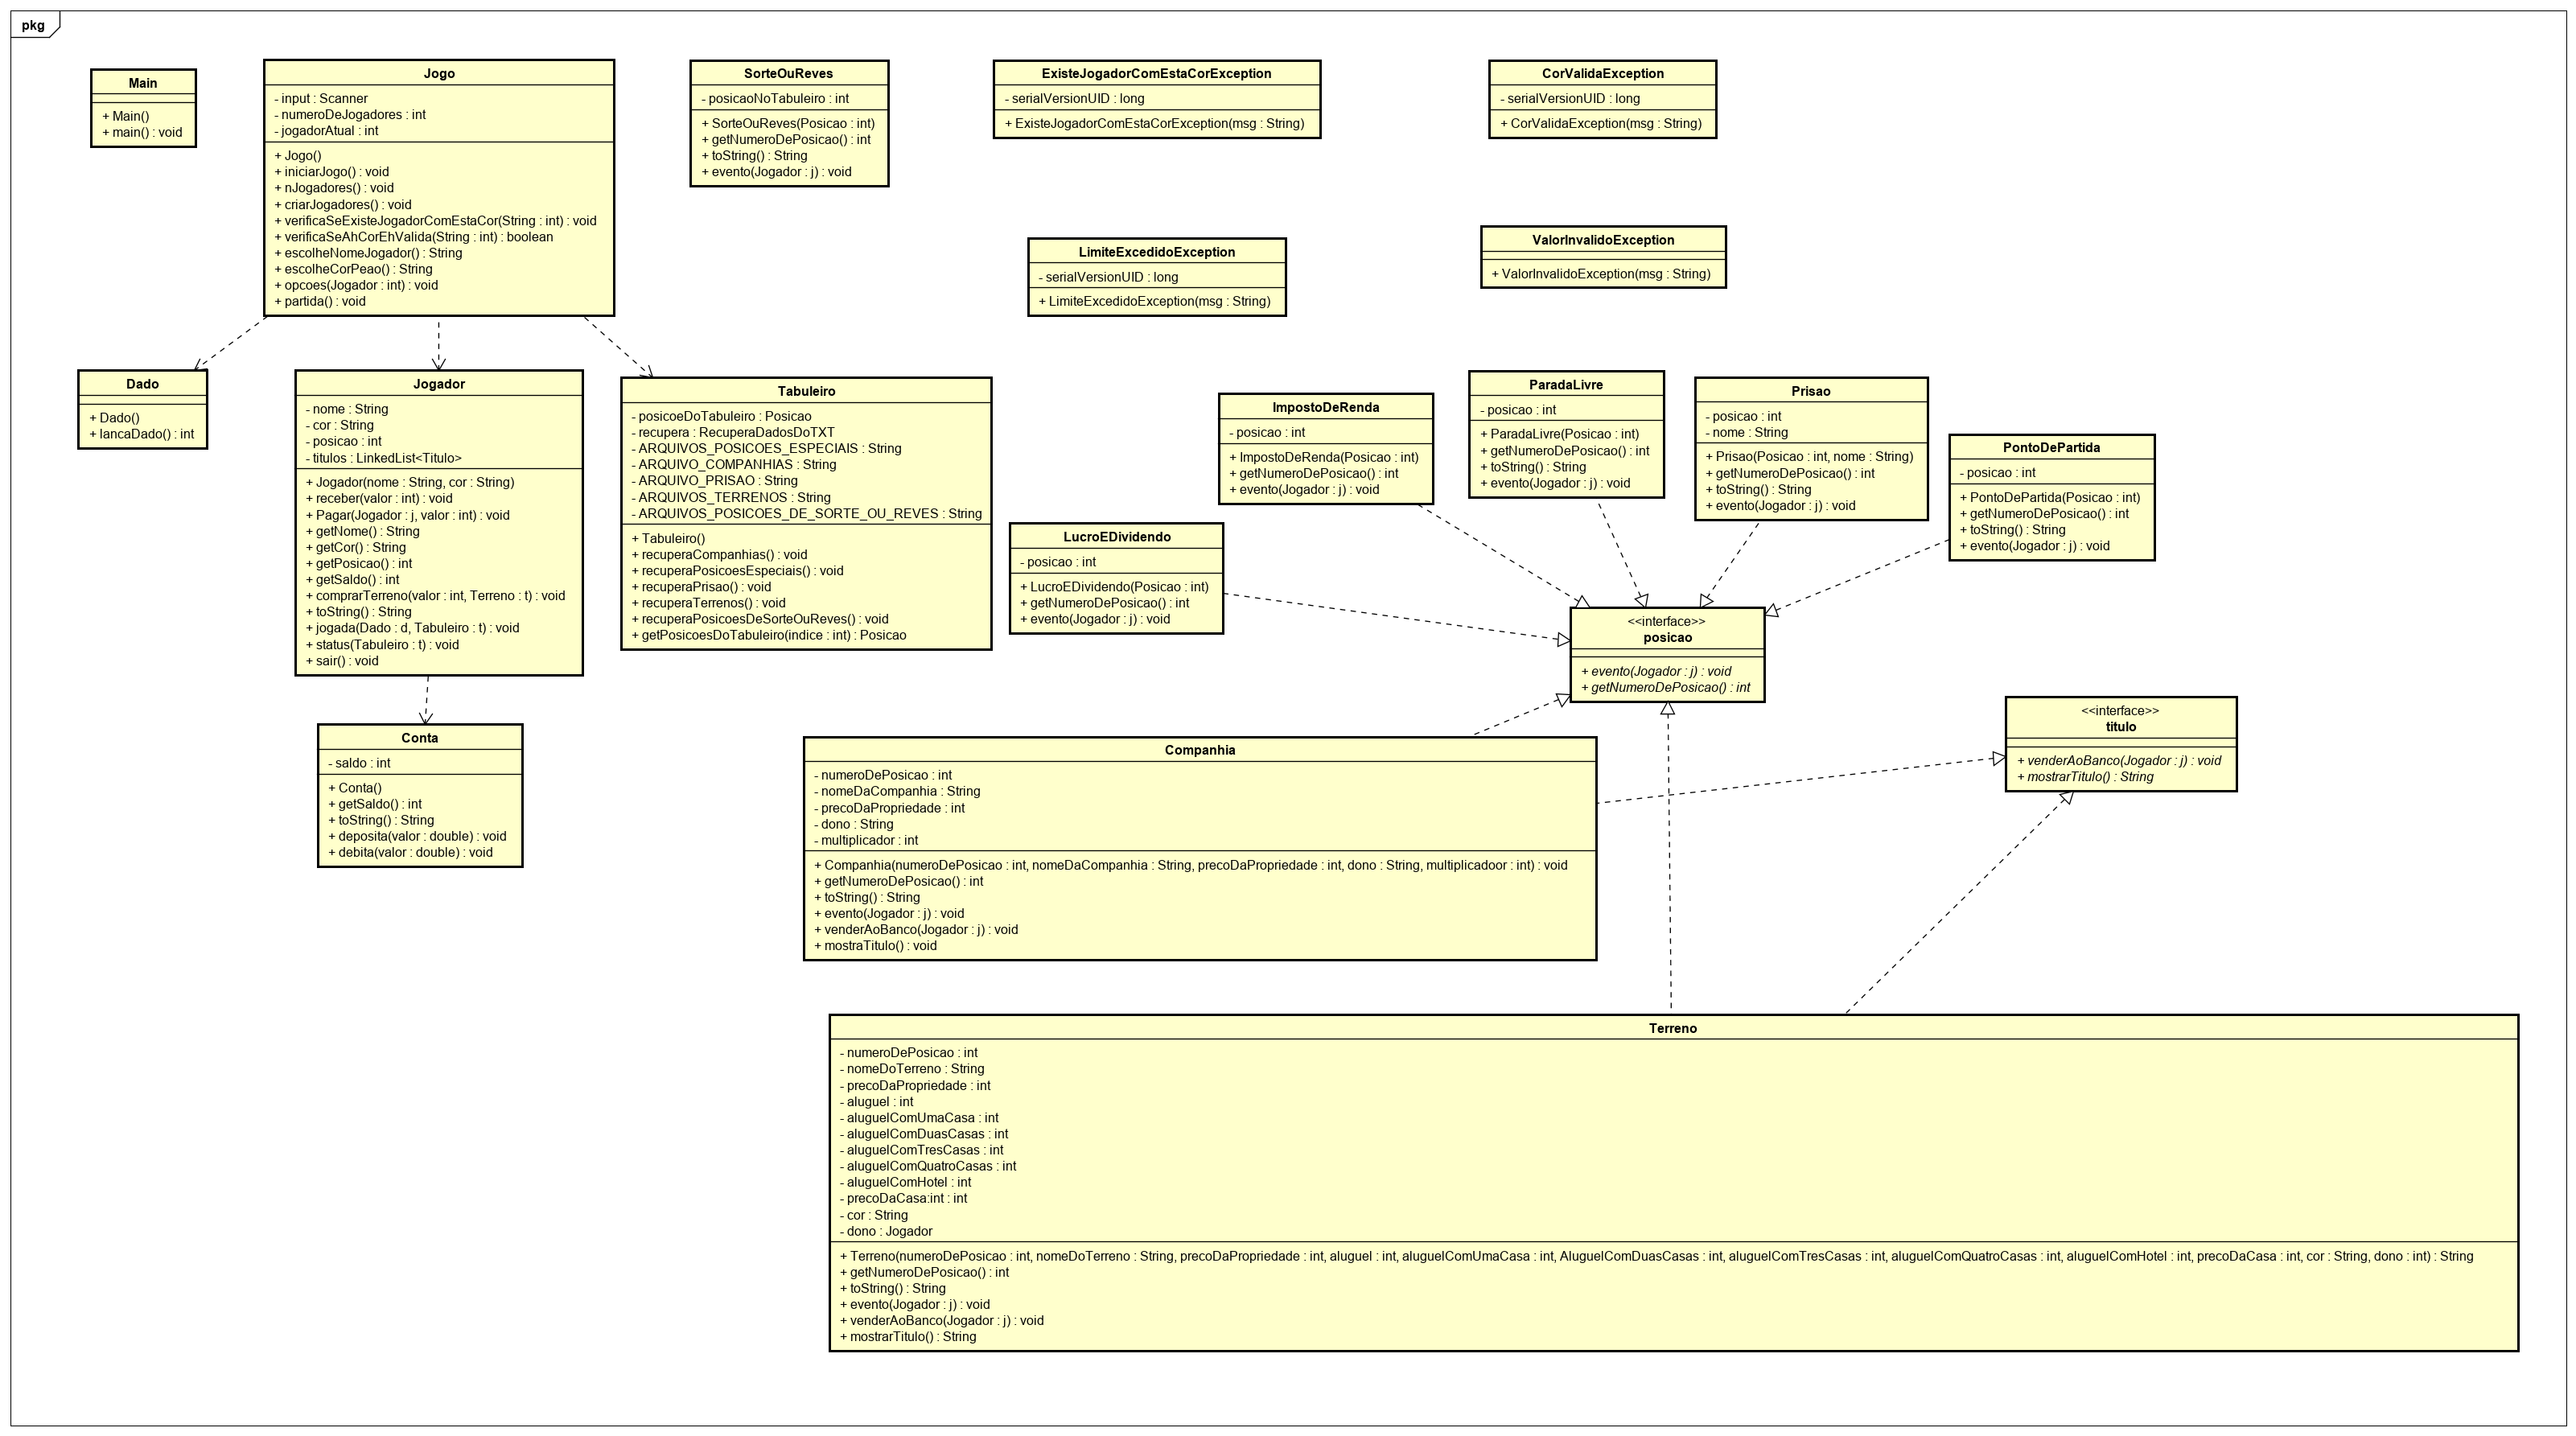 pkg
Main
+ Main()
+ main() : void
Jogo
- input : Scanner
- numeroDeJogadores : int
- jogadorAtual : int
+ Jogo()
+ iniciarJogo() : void
+ nJogadores() : void
+ criarJogadores() : void
+ verificaSeExisteJogadorComEstaCor(String : int) : void
+ verificaSeAhCorEhValida(String : int) : boolean
+ escolheNomeJogador() : String
+ escolheCorPeao() : String
+ opcoes(Jogador : int) : void
+ partida() : void
SorteOuReves
- posicaoNoTabuleiro : int
+ SorteOuReves(Posicao : int)
+ getNumeroDePosicao() : int
+ toString() : String
+ evento(Jogador : j) : void
ExisteJogadorComEstaCorException
- serialVersionUID : long
+ ExisteJogadorComEstaCorException(msg : String)
CorValidaException
- serialVersionUID : long
+ CorValidaException(msg : String)
LimiteExcedidoException
- serialVersionUID : long
+ LimiteExcedidoException(msg : String)
ValorInvalidoException
+ ValorInvalidoException(msg : String)
Dado
+ Dado()
+ lancaDado() : int
Jogador
- nome : String
- cor : String
- posicao : int
- titulos : LinkedList<Titulo>
+ Jogador(nome : String, cor : String)
+ receber(valor : int) : void
+ Pagar(Jogador : j, valor : int) : void
+ getNome() : String
+ getCor() : String
+ getPosicao() : int
+ getSaldo() : int
+ comprarTerreno(valor : int, Terreno : t) : void
+ toString() : String
+ jogada(Dado : d, Tabuleiro : t) : void
+ status(Tabuleiro : t) : void
+ sair() : void
Tabuleiro
- posicoeDoTabuleiro : Posicao
- recupera : RecuperaDadosDoTXT
- ARQUIVOS_POSICOES_ESPECIAIS : String
- ARQUIVO_COMPANHIAS : String
- ARQUIVO_PRISAO : String
- ARQUIVOS_TERRENOS : String
- ARQUIVOS_POSICOES_DE_SORTE_OU_REVES : String
+ Tabuleiro()
+ recuperaCompanhias() : void
+ recuperaPosicoesEspeciais() : void
+ recuperaPrisao() : void
+ recuperaTerrenos() : void
+ recuperaPosicoesDeSorteOuReves() : void
+ getPosicoesDoTabuleiro(indice : int) : Posicao
ImpostoDeRenda
- posicao : int
+ ImpostoDeRenda(Posicao : int)
+ getNumeroDePosicao() : int
+ evento(Jogador : j) : void
ParadaLivre
- posicao : int
+ ParadaLivre(Posicao : int)
+ getNumeroDePosicao() : int
+ toString() : String
+ evento(Jogador : j) : void
Prisao
- posicao : int
- nome : String
+ Prisao(Posicao : int, nome : String)
+ getNumeroDePosicao() : int
+ toString() : String
+ evento(Jogador : j) : void
PontoDePartida
- posicao : int
+ PontoDePartida(Posicao : int)
+ getNumeroDePosicao() : int
+ toString() : String
+ evento(Jogador : j) : void
LucroEDividendo
- posicao : int
+ LucroEDividendo(Posicao : int)
+ getNumeroDePosicao() : int
+ evento(Jogador : j) : void
<<interface>>
posicao
+ evento(Jogador : j) : void
+ getNumeroDePosicao() : int
<<interface>>
titulo
+ venderAoBanco(Jogador : j) : void
+ mostrarTitulo() : String
Conta
- saldo : int
+ Conta()
+ getSaldo() : int
+ toString() : String
+ deposita(valor : double) : void
+ debita(valor : double) : void
Companhia
- numeroDePosicao : int
- nomeDaCompanhia : String
- precoDaPropriedade : int
- dono : String
- multiplicador : int
+ Companhia(numeroDePosicao : int, nomeDaCompanhia : String, precoDaPropriedade : int, dono : String, multiplicadoor : int) : void
+ getNumeroDePosicao() : int
+ toString() : String
+ evento(Jogador : j) : void
+ venderAoBanco(Jogador : j) : void
+ mostraTitulo() : void
Terreno
- numeroDePosicao : int
- nomeDoTerreno : String
- precoDaPropriedade : int
- aluguel : int
- aluguelComUmaCasa : int
- aluguelComDuasCasas : int
- aluguelComTresCasas : int
- aluguelComQuatroCasas : int
- aluguelComHotel : int
- precoDaCasa:int : int
- cor : String
- dono : Jogador
+ Terreno(numeroDePosicao : int, nomeDoTerreno : String, precoDaPropriedade : int, aluguel : int, aluguelComUmaCasa : int, AluguelComDuasCasas : int, aluguelComTresCasas : int, aluguelComQuatroCasas : int, aluguelComHotel : int, precoDaCasa : int, cor : String, dono : int) : String
+ getNumeroDePosicao() : int
+ toString() : String
+ evento(Jogador : j) : void
+ venderAoBanco(Jogador : j) : void
+ mostrarTitulo() : String